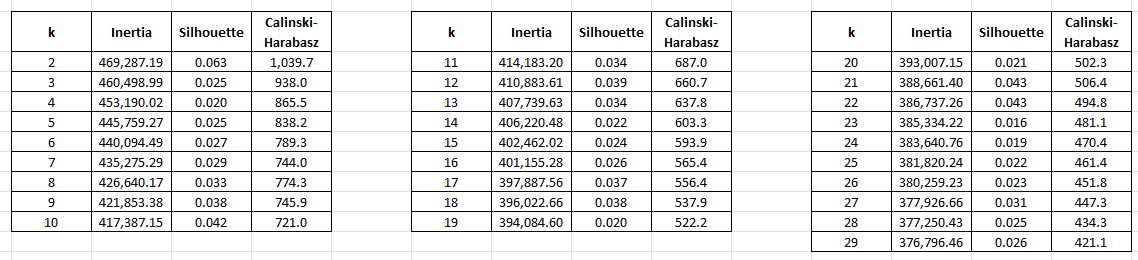 k Inertia Silhouette Calinski-Harabasz
2 469,287.19 0.063 1,039.7
3 460,498.99 0.025 938.0
4 453,190.02 0.020 865.5
5 445,759.27 0.025 838.2
6 440,094.49 0.027 789.3
7 435,275.29 0.029 744.0
8 426,640.17 0.033 774.3
9 421,853.38 0.038 745.9
10 417,387.15 0.042 721.0
k Inertia Silhouette Calinski-Harabasz
11 414,183.20 0.034 687.0
12 410,883.61 0.039 660.7
13 407,739.63 0.034 637.8
14 406,220.48 0.022 603.3
15 402,462.02 0.024 593.9
16 401,155.28 0.026 565.4
17 397,887.56 0.037 556.4
18 396,022.66 0.038 537.9
19 394,084.60 0.020 522.2
k Inertia Silhouette Calinski-Harabasz
20 393,007.15 0.021 502.3
21 388,661.40 0.043 506.4
22 386,737.26 0.043 494.8
23 385,334.22 0.016 481.1
24 383,640.76 0.019 470.4
25 381,820.24 0.022 461.4
26 380,259.23 0.023 451.8
27 377,926.66 0.031 447.3
28 377,250.43 0.025 434.3
29 376,796.46 0.026 421.1